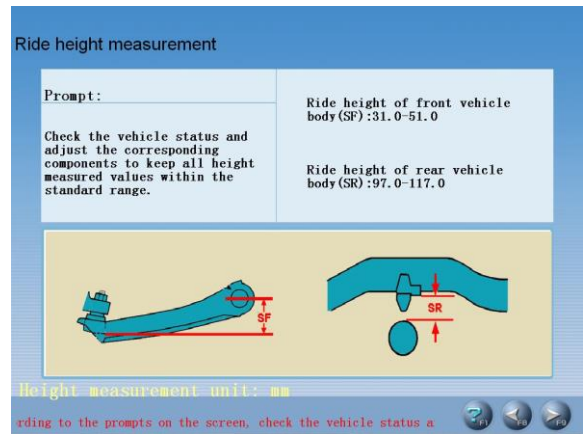 Ride height measurement
Prompt:
Check the vehicle status and
adjust the corresponding
components to keep all height
measured values within the
standard range.
Ride height of front vehicle
body(SF):31.0-51.0
Ride height of rear vehicle
body(SR):97.0-117.0
SF
SR
Height measurement unit: mm
rding to the prompts on the screen, check the vehicle status a
?
F1
F8
F9